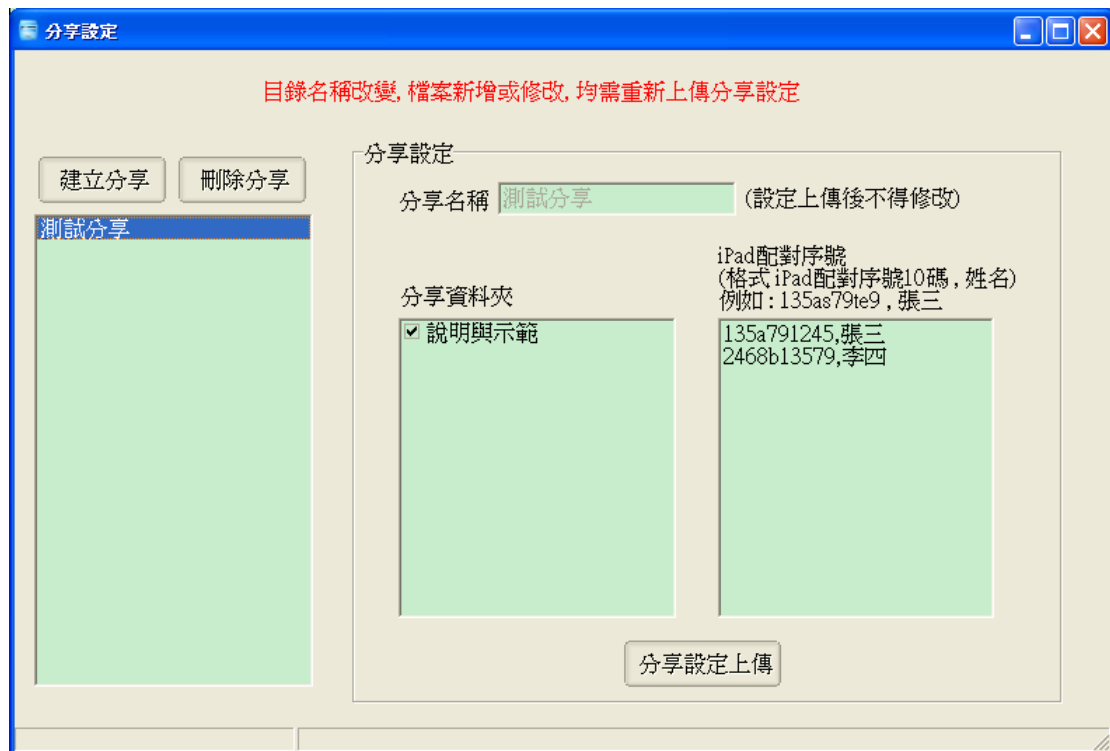 分享設定
目錄名稱改變, 檔案新增或修改, 均需重新上傳分享設定
建立分享
刪除分享
測試分享
分享設定
分享名稱 測試分享 (設定上傳後不得修改)
分享資料夾
說明與示範
iPad配對序號
(格式 iPad配對序號10碼 , 姓名)
例如 : 135as79te9 , 張三
135a791245,張三
2468b13579,李四
分享設定上傳